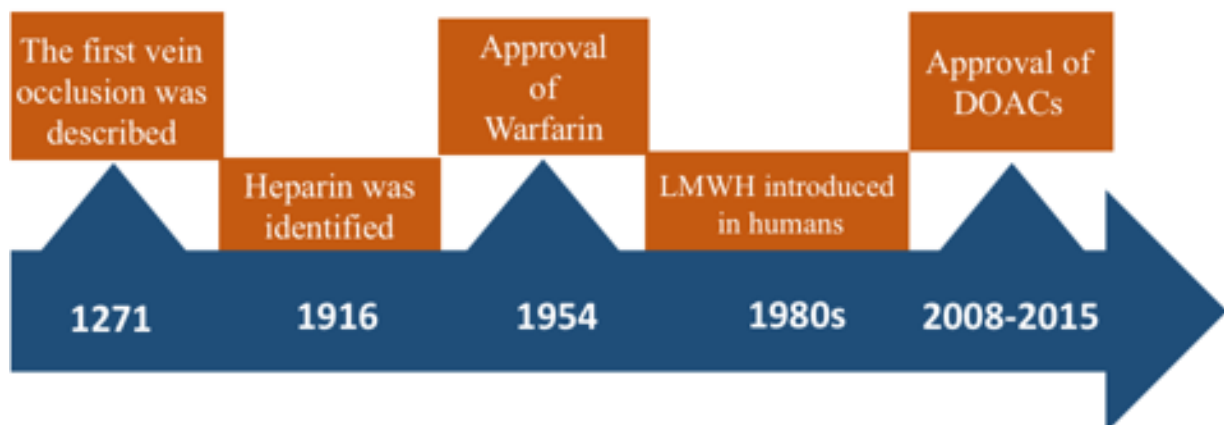 The first vein
occlusion was
described
Heparin was
identified
Approval
of
Warfarin
LMWH introduced
in humans
Approval of
DOACs
1271
1916
1954
1980s
2008-2015